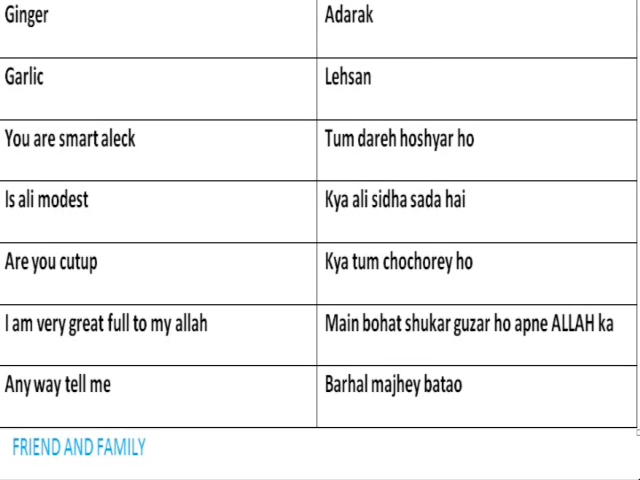 Ginger Adarak
Garlic Lehsan
You are smart aleck Tum dareh hoshyar ho
Is ali modest Kya ali sidha sada hai
Are you cutup Kya tum chochorey ho
I am very great full to my allah Main bohat shukar guzar ho apne ALLAH ka
Any way tell me Barhal majhey batao
FRIEND AND FAMILY